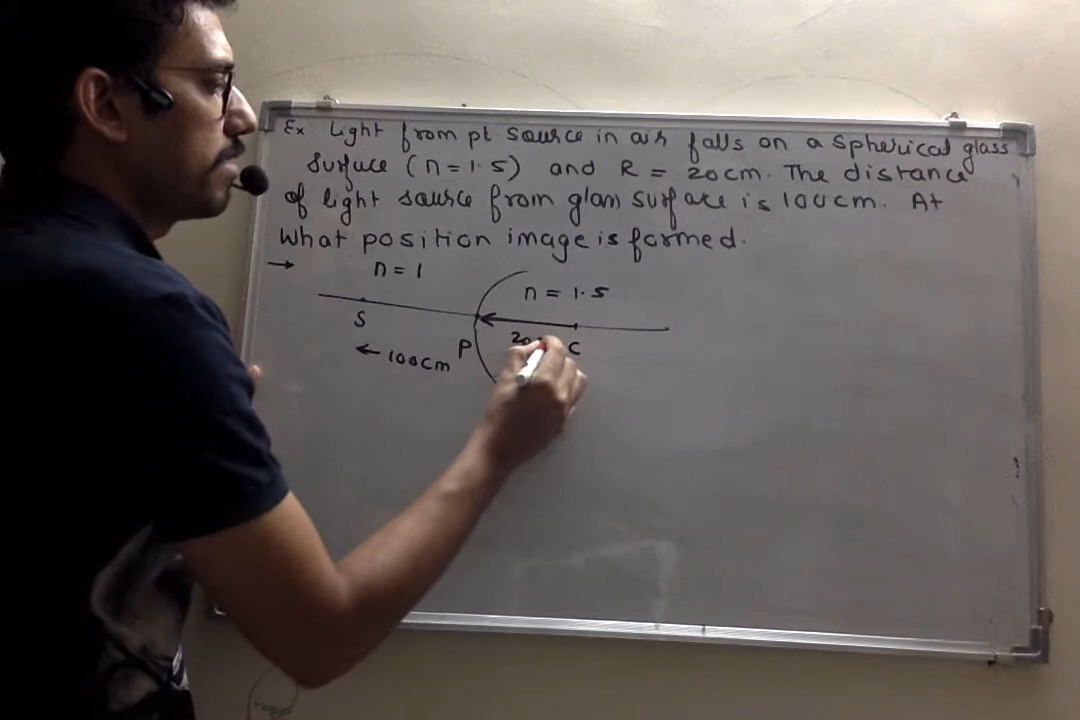 Ex. Light from pt source in air falls on a spherical glass
surface (n=1.5) and R = 20cm. The distance
of light source from glass surface is 100cm. At
what position image is formed.
→ n = 1
n = 1.5
S
P
20
C
← 100cm